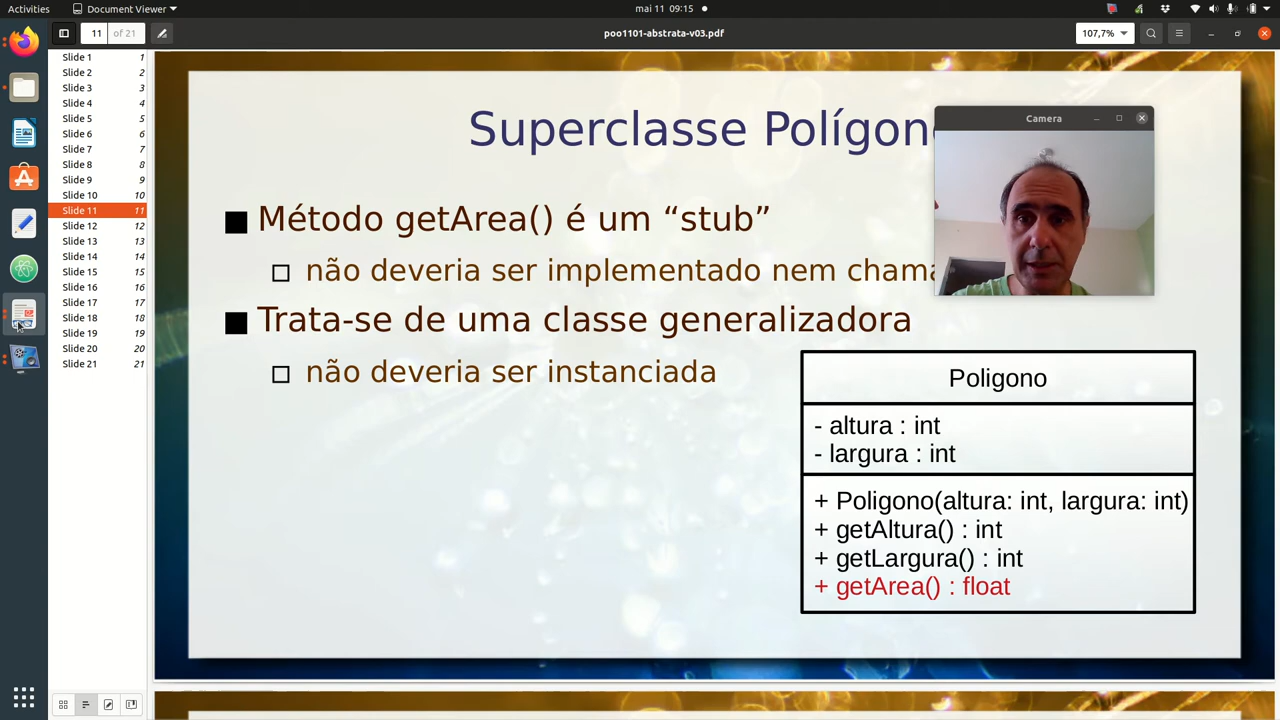 Activities
Document Viewer
mai 11 09:15
11
of 21
poo1101-abstrata-v03.pdf
107,7%
Slide 1 1
Slide 2 2
Slide 3 3
Slide 4 4
Slide 5 5
Slide 6 6
Slide 7 7
Slide 8 8
Slide 9 9
Slide 10 10
Slide 11 11
Slide 12 12
Slide 13 13
Slide 14 14
Slide 15 15
Slide 16 16
Slide 17 17
Slide 18 18
Slide 19 19
Slide 20 20
Slide 21 21
Superclasse Polígon
Camera
Método getArea() é um “stub”
não deveria ser implementado nem chama
Trata-se de uma classe generalizadora
não deveria ser instanciada
Poligono
- altura : int
- largura : int
+ Poligono(altura: int, largura: int)
+ getAltura() : int
+ getLargura() : int
+ getArea() : float